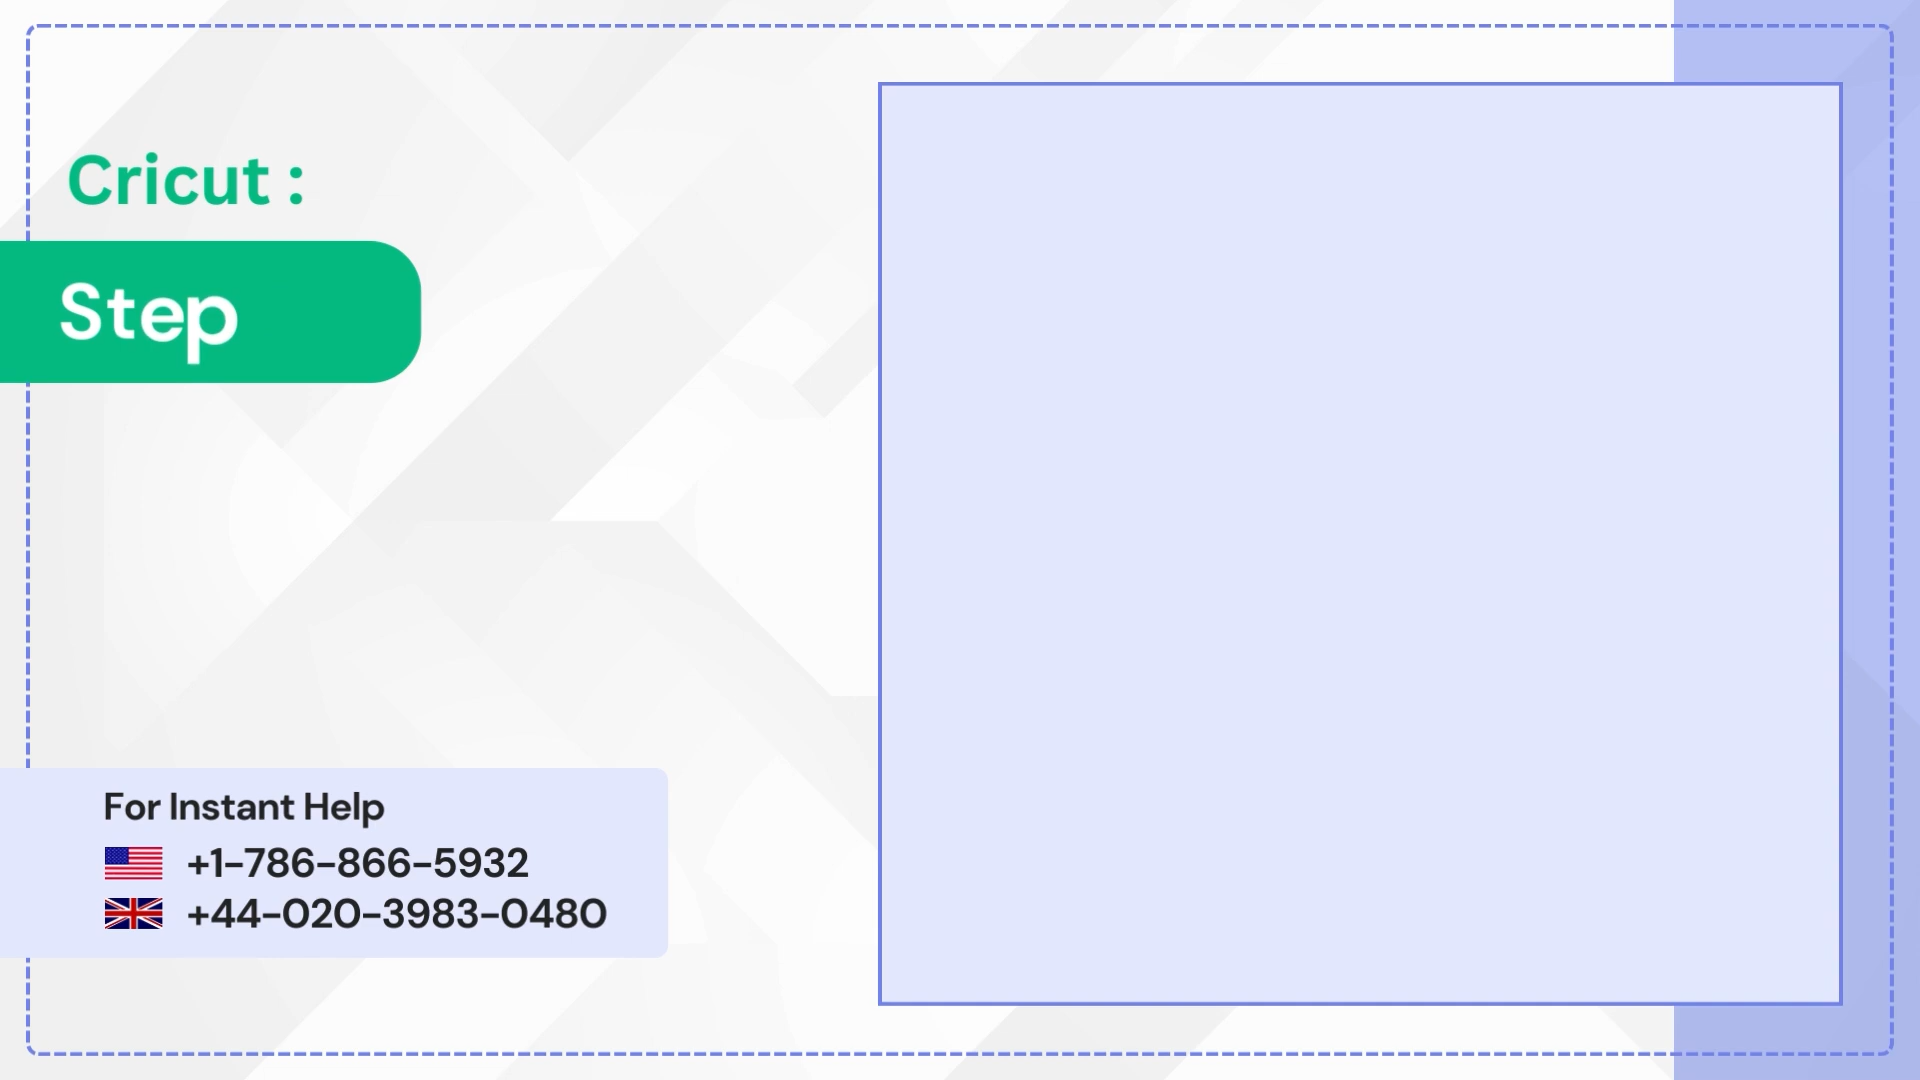 Cricut :
Step
For Instant Help
+1-786-866-5932
+44-020-3983-0480